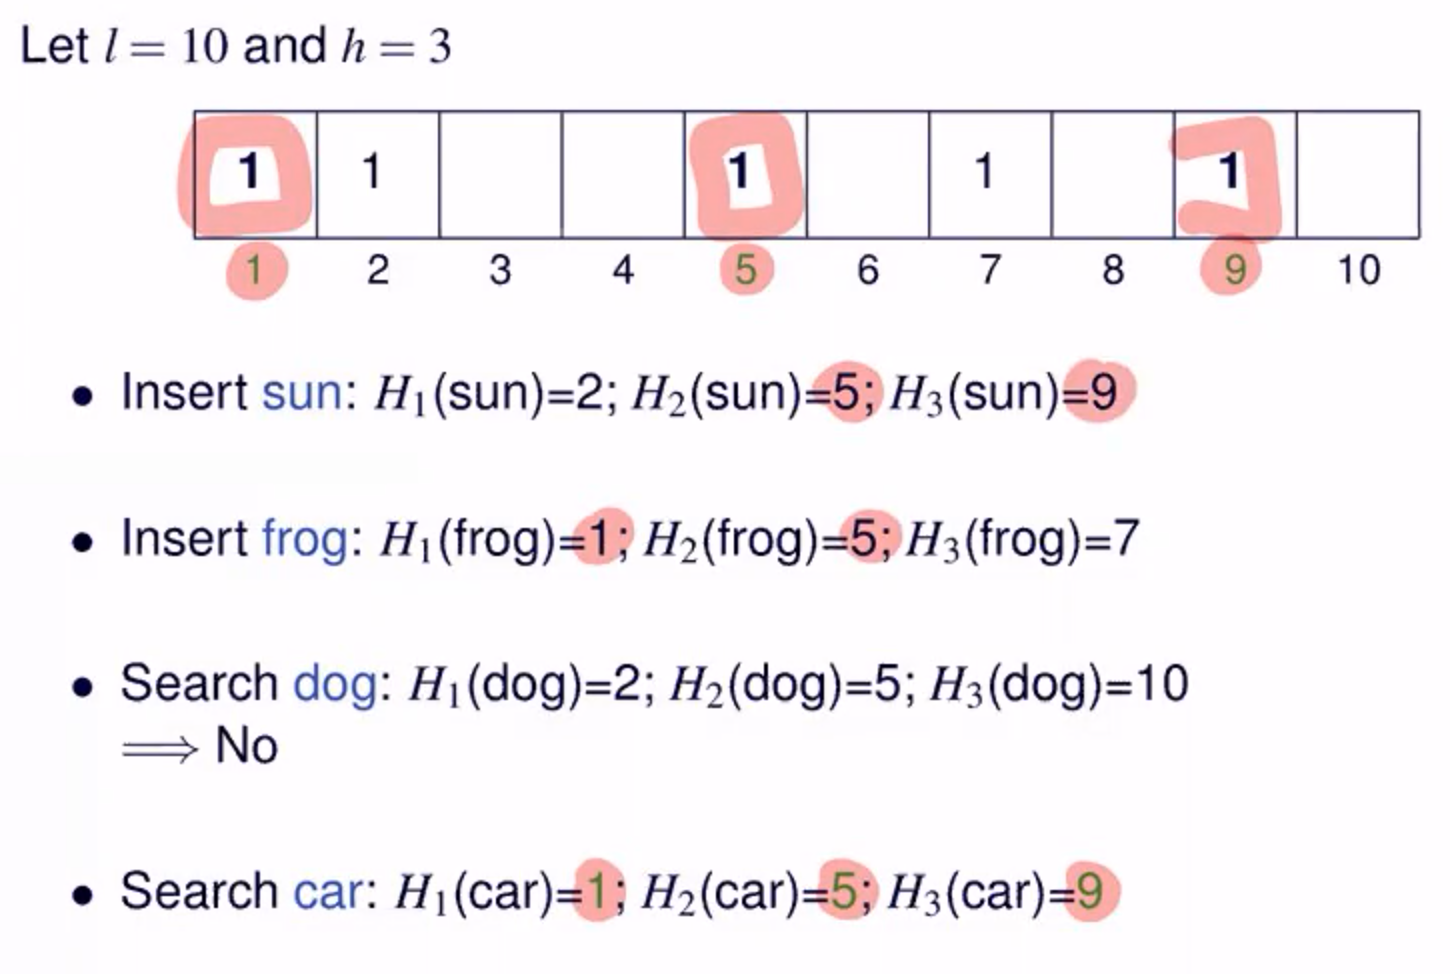 Let l = 10 and h = 3
1 1 1 1 1
1 2 3 4 5 6 7 8 9 10
• Insert sun: H₁(sun)=2; H₂(sun)=5; H₃(sun)=9
• Insert frog: H₁(frog)=1; H₂(frog)=5; H₃(frog)=7
• Search dog: H₁(dog)=2; H₂(dog)=5; H₃(dog)=10
⟹ No
• Search car: H₁(car)=1; H₂(car)=5; H₃(car)=9